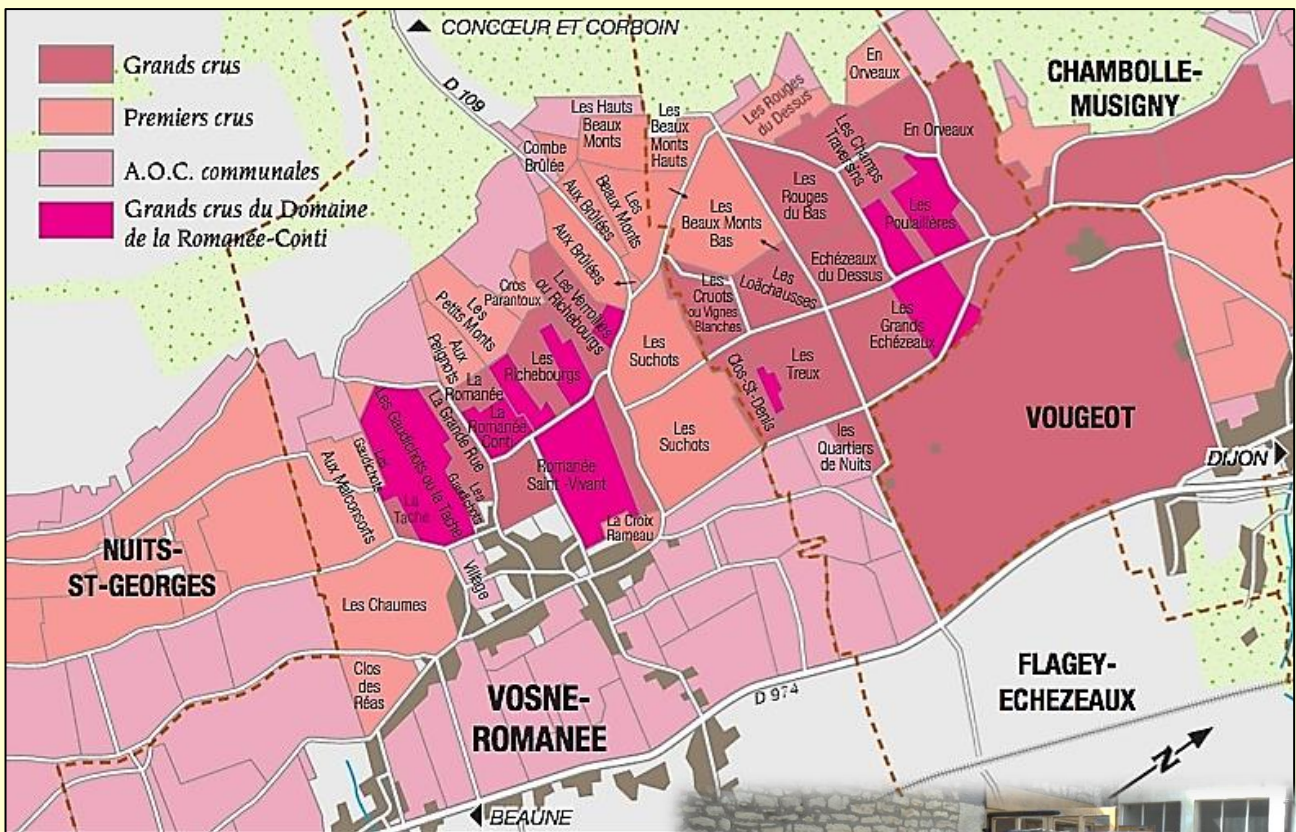 Grands crus
Premiers crus
A.O.C. communales
Grands crus du Domaine
de la Romanée-Conti
CONCŒUR ET CORBOIN
D 109
CHAMBOLLE-
MUSIGNY
En
Orveaux
Les Rouges
du Dessus
En Orveaux
Les Champs
Traversins
Les Hauts
Beaux
Monts
Les
Beaux
Monts
Hauts
Combe
Brûlée
Aux Brûlées
Les
Beaux Monts
Aux Brûlées
Les
Beaux Monts
Bas
Les
Rouges
du Bas
Les
Poulaillères
Echézeaux
du Dessus
Les
Loächausses
Les
Cruots
ou Vignes
Blanches
Les
Grands
Echézeaux
Cros
Parantoux
Les Verroilles
ou Richebourgs
Les
Petits Monts
Aux
Peignots
La
Romanée
Les
Richebourgs
La
Romanée
Conti
La Grande Rue
Les Gaudichots ou la Tache
Les
Gaudichots
La
Tache
Les
Gaudichots
Aux Malconsorts
Romanée
Saint-Vivant
Les
Suchots
Les
Suchots
Clos-St-Denis
Les
Treux
les
Quartiers
de Nuits
La Croix
Rameau
Village
Les Chaumes
Clos
des
Réas
NUITS-
ST-GEORGES
VOSNE-
ROMANEE
VOUGEOT
DIJON
FLAGEY-
ECHEZEAUX
D 974
N
BEAUNE